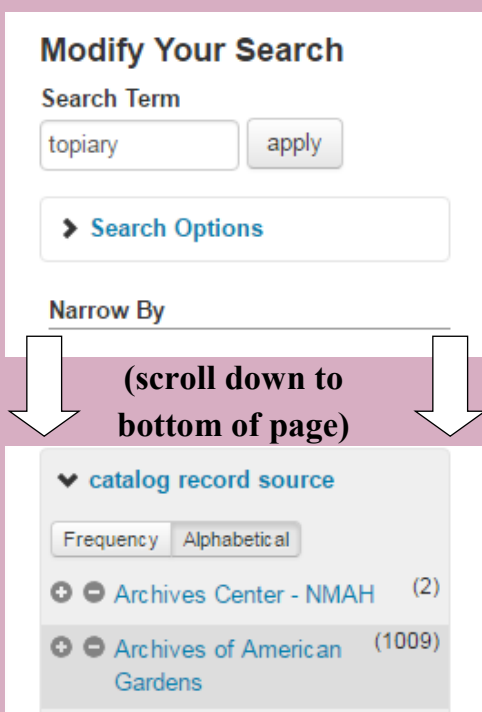 Modify Your Search
Search Term
topiary apply
Search Options
Narrow By
(scroll down to
bottom of page)
catalog record source
Frequency Alphabetical
Archives Center - NMAH (2)
Archives of American (1009)
Gardens